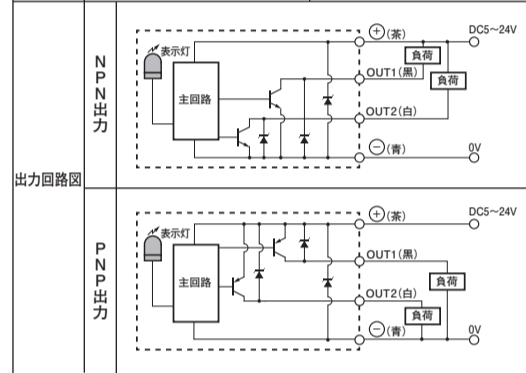 出力回路図
NPN出力
表示灯
主回路
⊕(茶)
DC5～24V
負荷
OUT1(黒)
負荷
OUT2(白)
⊖(青)
0V
PNP出力
表示灯
主回路
⊕(茶)
DC5～24V
OUT1(黒)
負荷
OUT2(白)
負荷
⊖(青)
0V